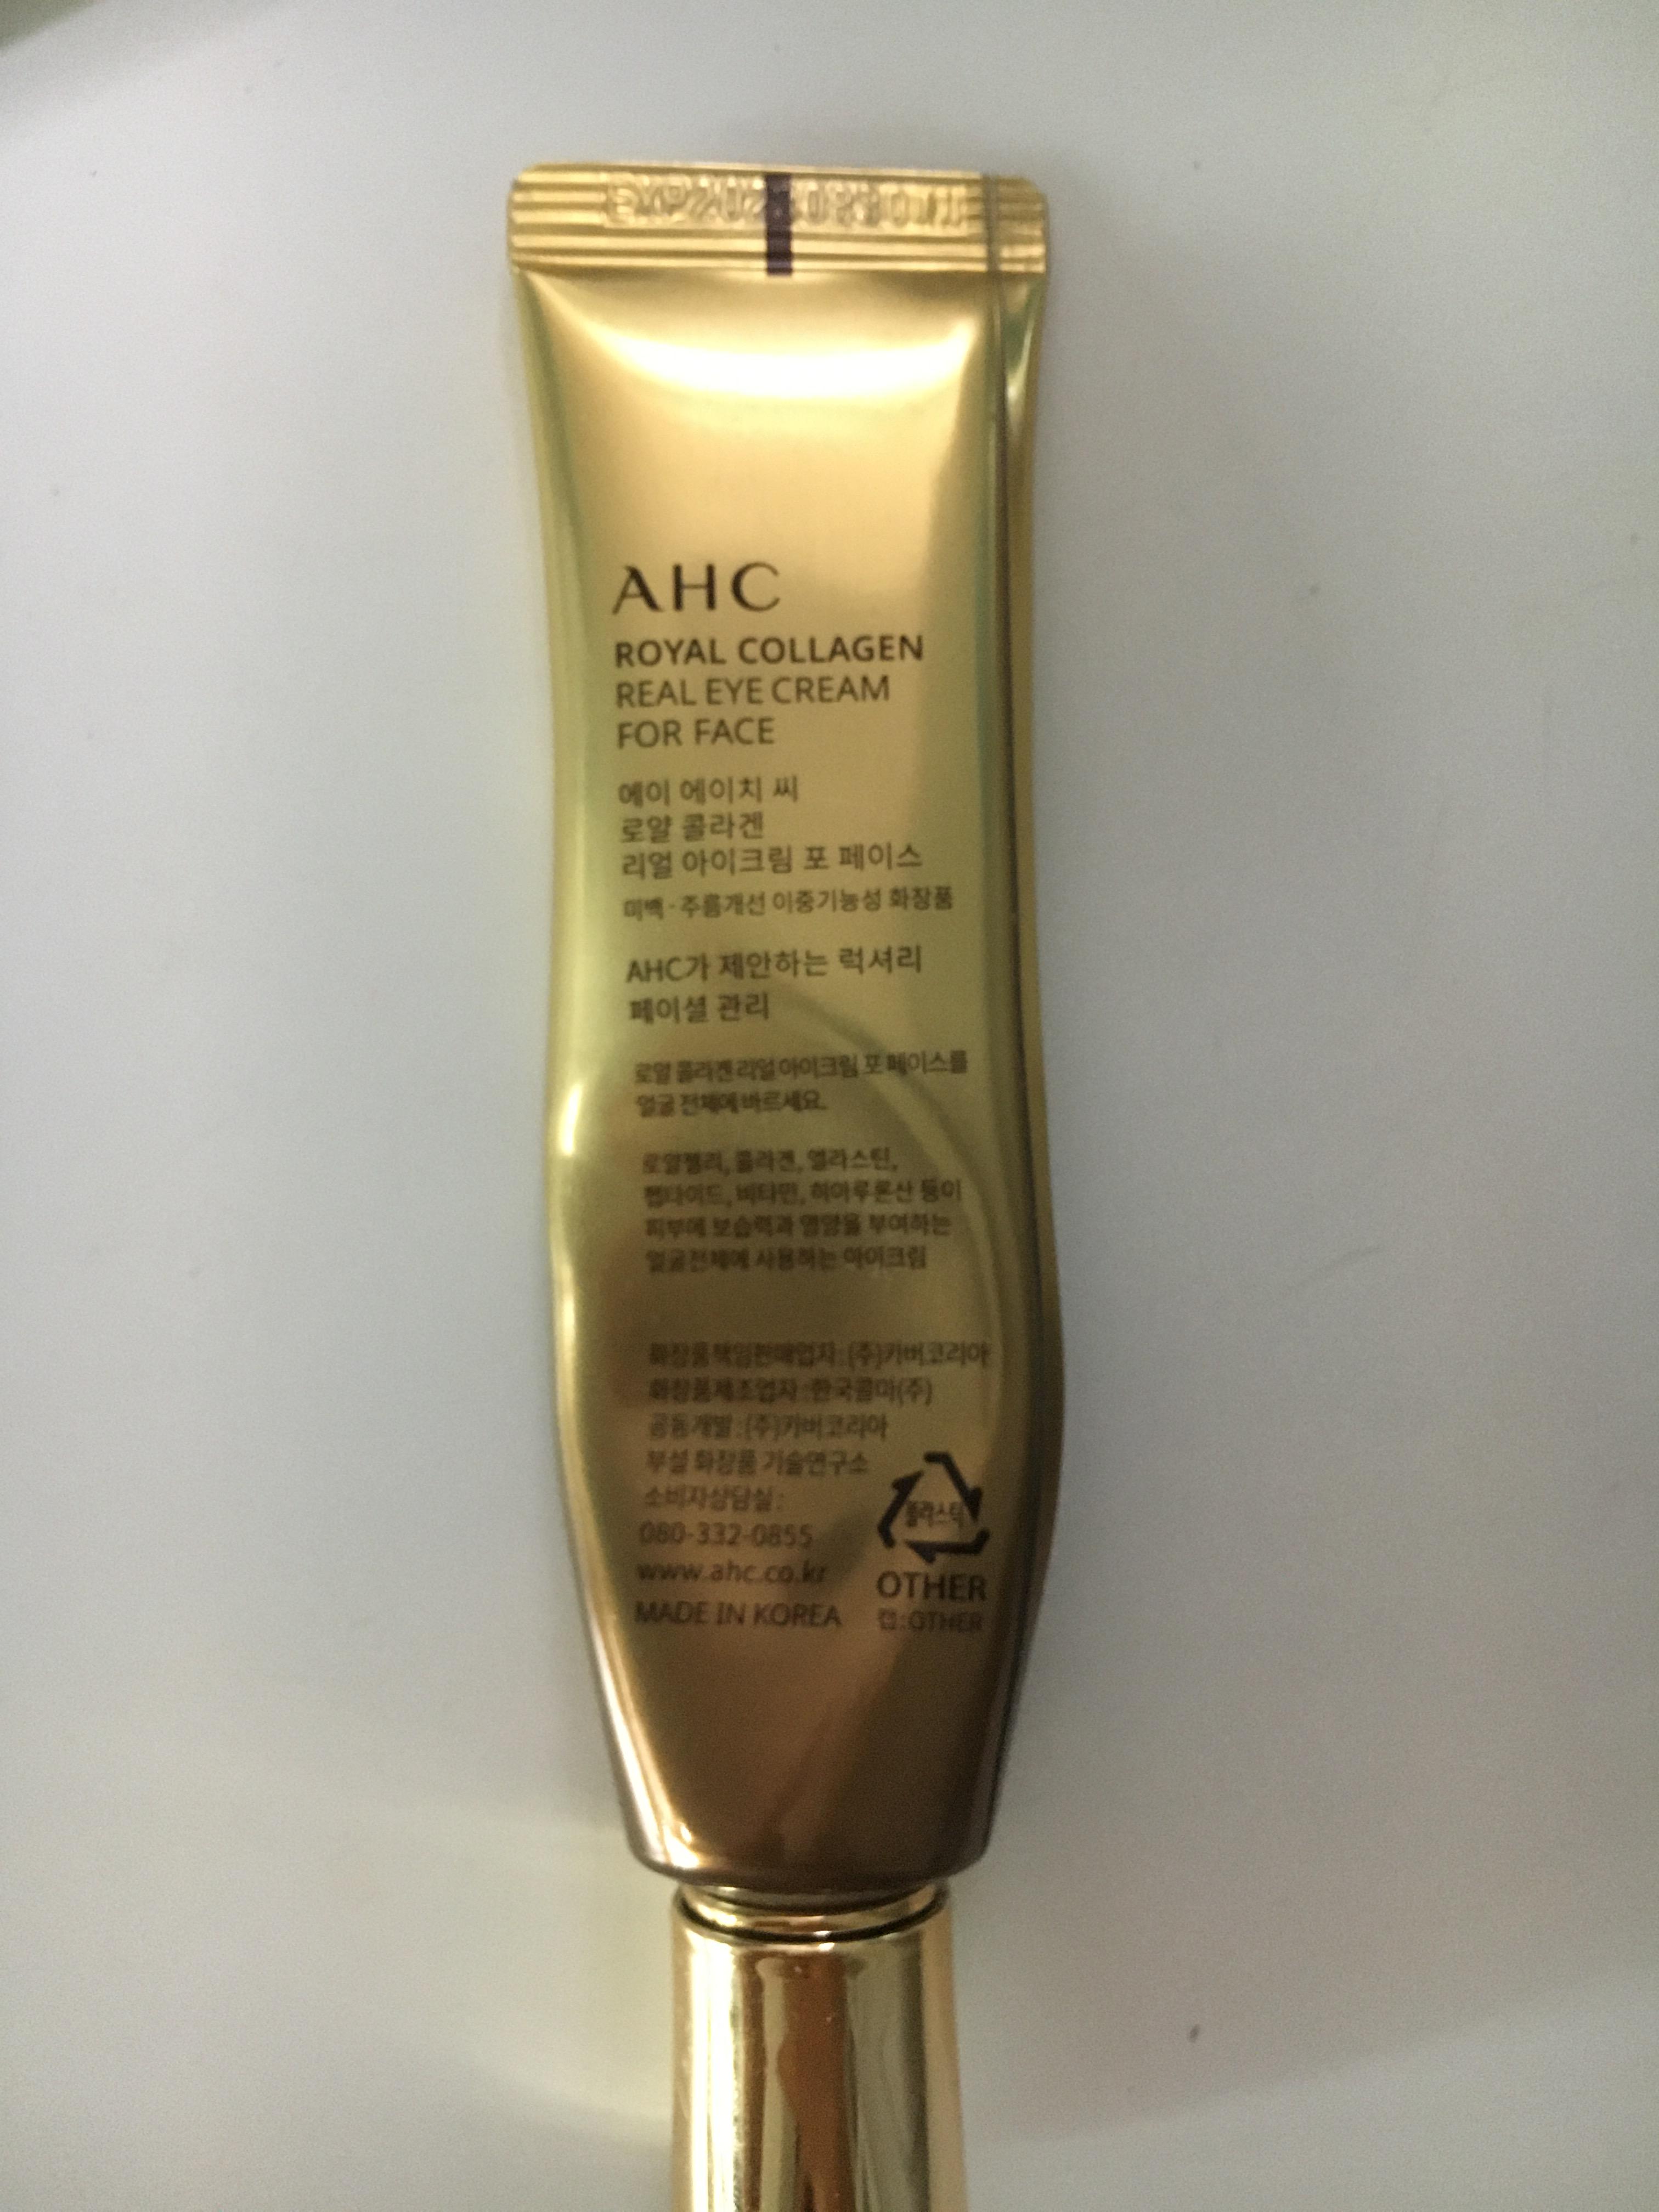 AHC
ROYAL COLLAGEN
REAL EYE CREAM
FOR FACE
에이 에이치 씨
로얄 콜라겐
리얼 아이크림 포 페이스
미백 · 주름개선 이중기능성 화장품
AHC가 제안하는 럭셔리
페이셜 관리
로얄 콜라겐 리얼 아이크림 포 페이스를
얼굴 전체에 바르세요.
로얄젤리, 콜라겐, 엘라스틴,
펩타이드, 비타민, 히아루론산 등이
피부에 보습력과 영양을 부여하는
얼굴전체에 사용하는 아이크림
화장품책임판매업자 : (주)카버코리아
화장품제조업자 : 한국콜마(주)
공동개발 : (주)카버코리아
부설 화장품 기술연구소
소비자상담실 :
080-332-0855
www.ahc.co.kr
MADE IN KOREA
플라스틱
OTHER
캡:OTHER